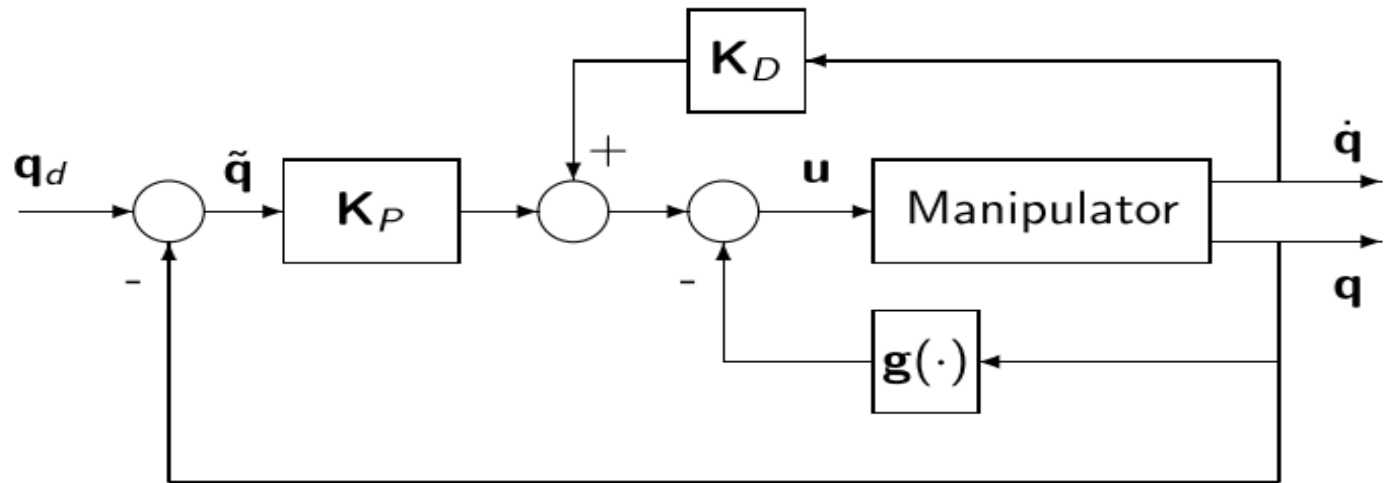 K_D
+
q̇
q_d
q̃
K_P
u
Manipulator
-
-
q
g(·)